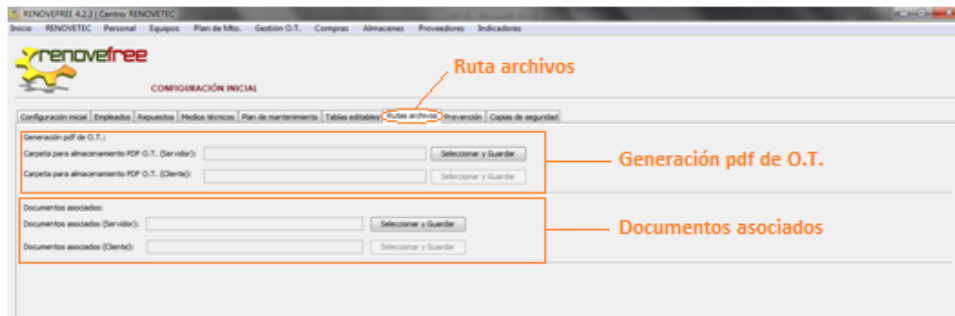 RENOVEFREE 4.2.3 | Centro: RENOVETEC
Inicio RENOVETEC Personal Equipos Plan de Mto. Gestión O.T. Compras Almacenes Proveedores Indicadores
renovefree
CONFIGURACIÓN INICIAL
Ruta archivos
Configuración inicial Empleados Repuestos Medios técnicos Plan de mantenimiento Tablas editables Rutas archivos Prevención Copias de seguridad
Generación pdf de O.T.:
Carpeta para almacenamiento PDF O.T. (Servidor): Seleccionar y Guardar
Generación pdf de O.T.
Carpeta para almacenamiento PDF O.T. (Cliente): Seleccionar y Guardar
Documentos asociados:
Documentos asociados (Servidor): Seleccionar y Guardar
Documentos asociados
Documentos asociados (Cliente): Seleccionar y Guardar